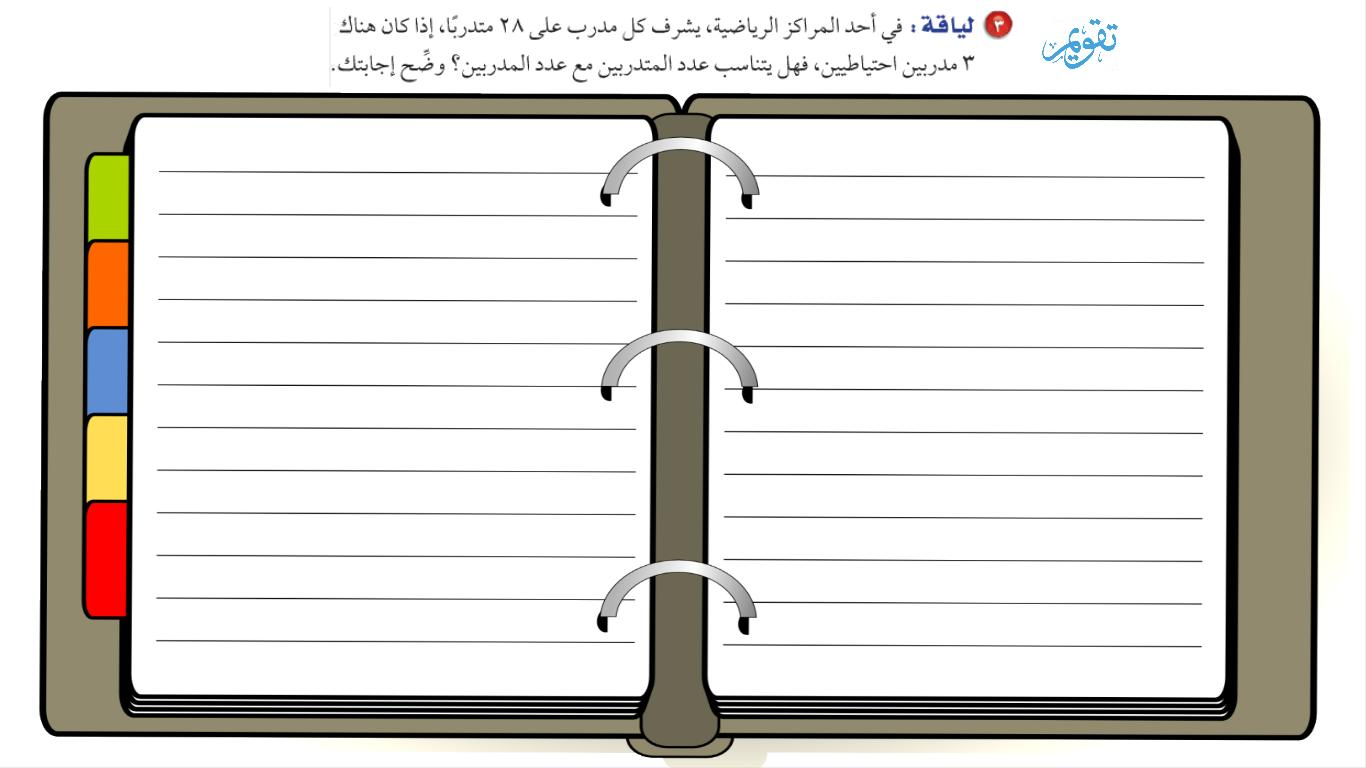 تقويم
٣ لياقة : في أحد المراكز الرياضية، يشرف كل مدرب على ٢٨ متدربًا، إذا كان هناك
٣ مدربين احتياطيين، فهل يتناسب عدد المتدربين مع عدد المدربين؟ وضِّح إجابتك.